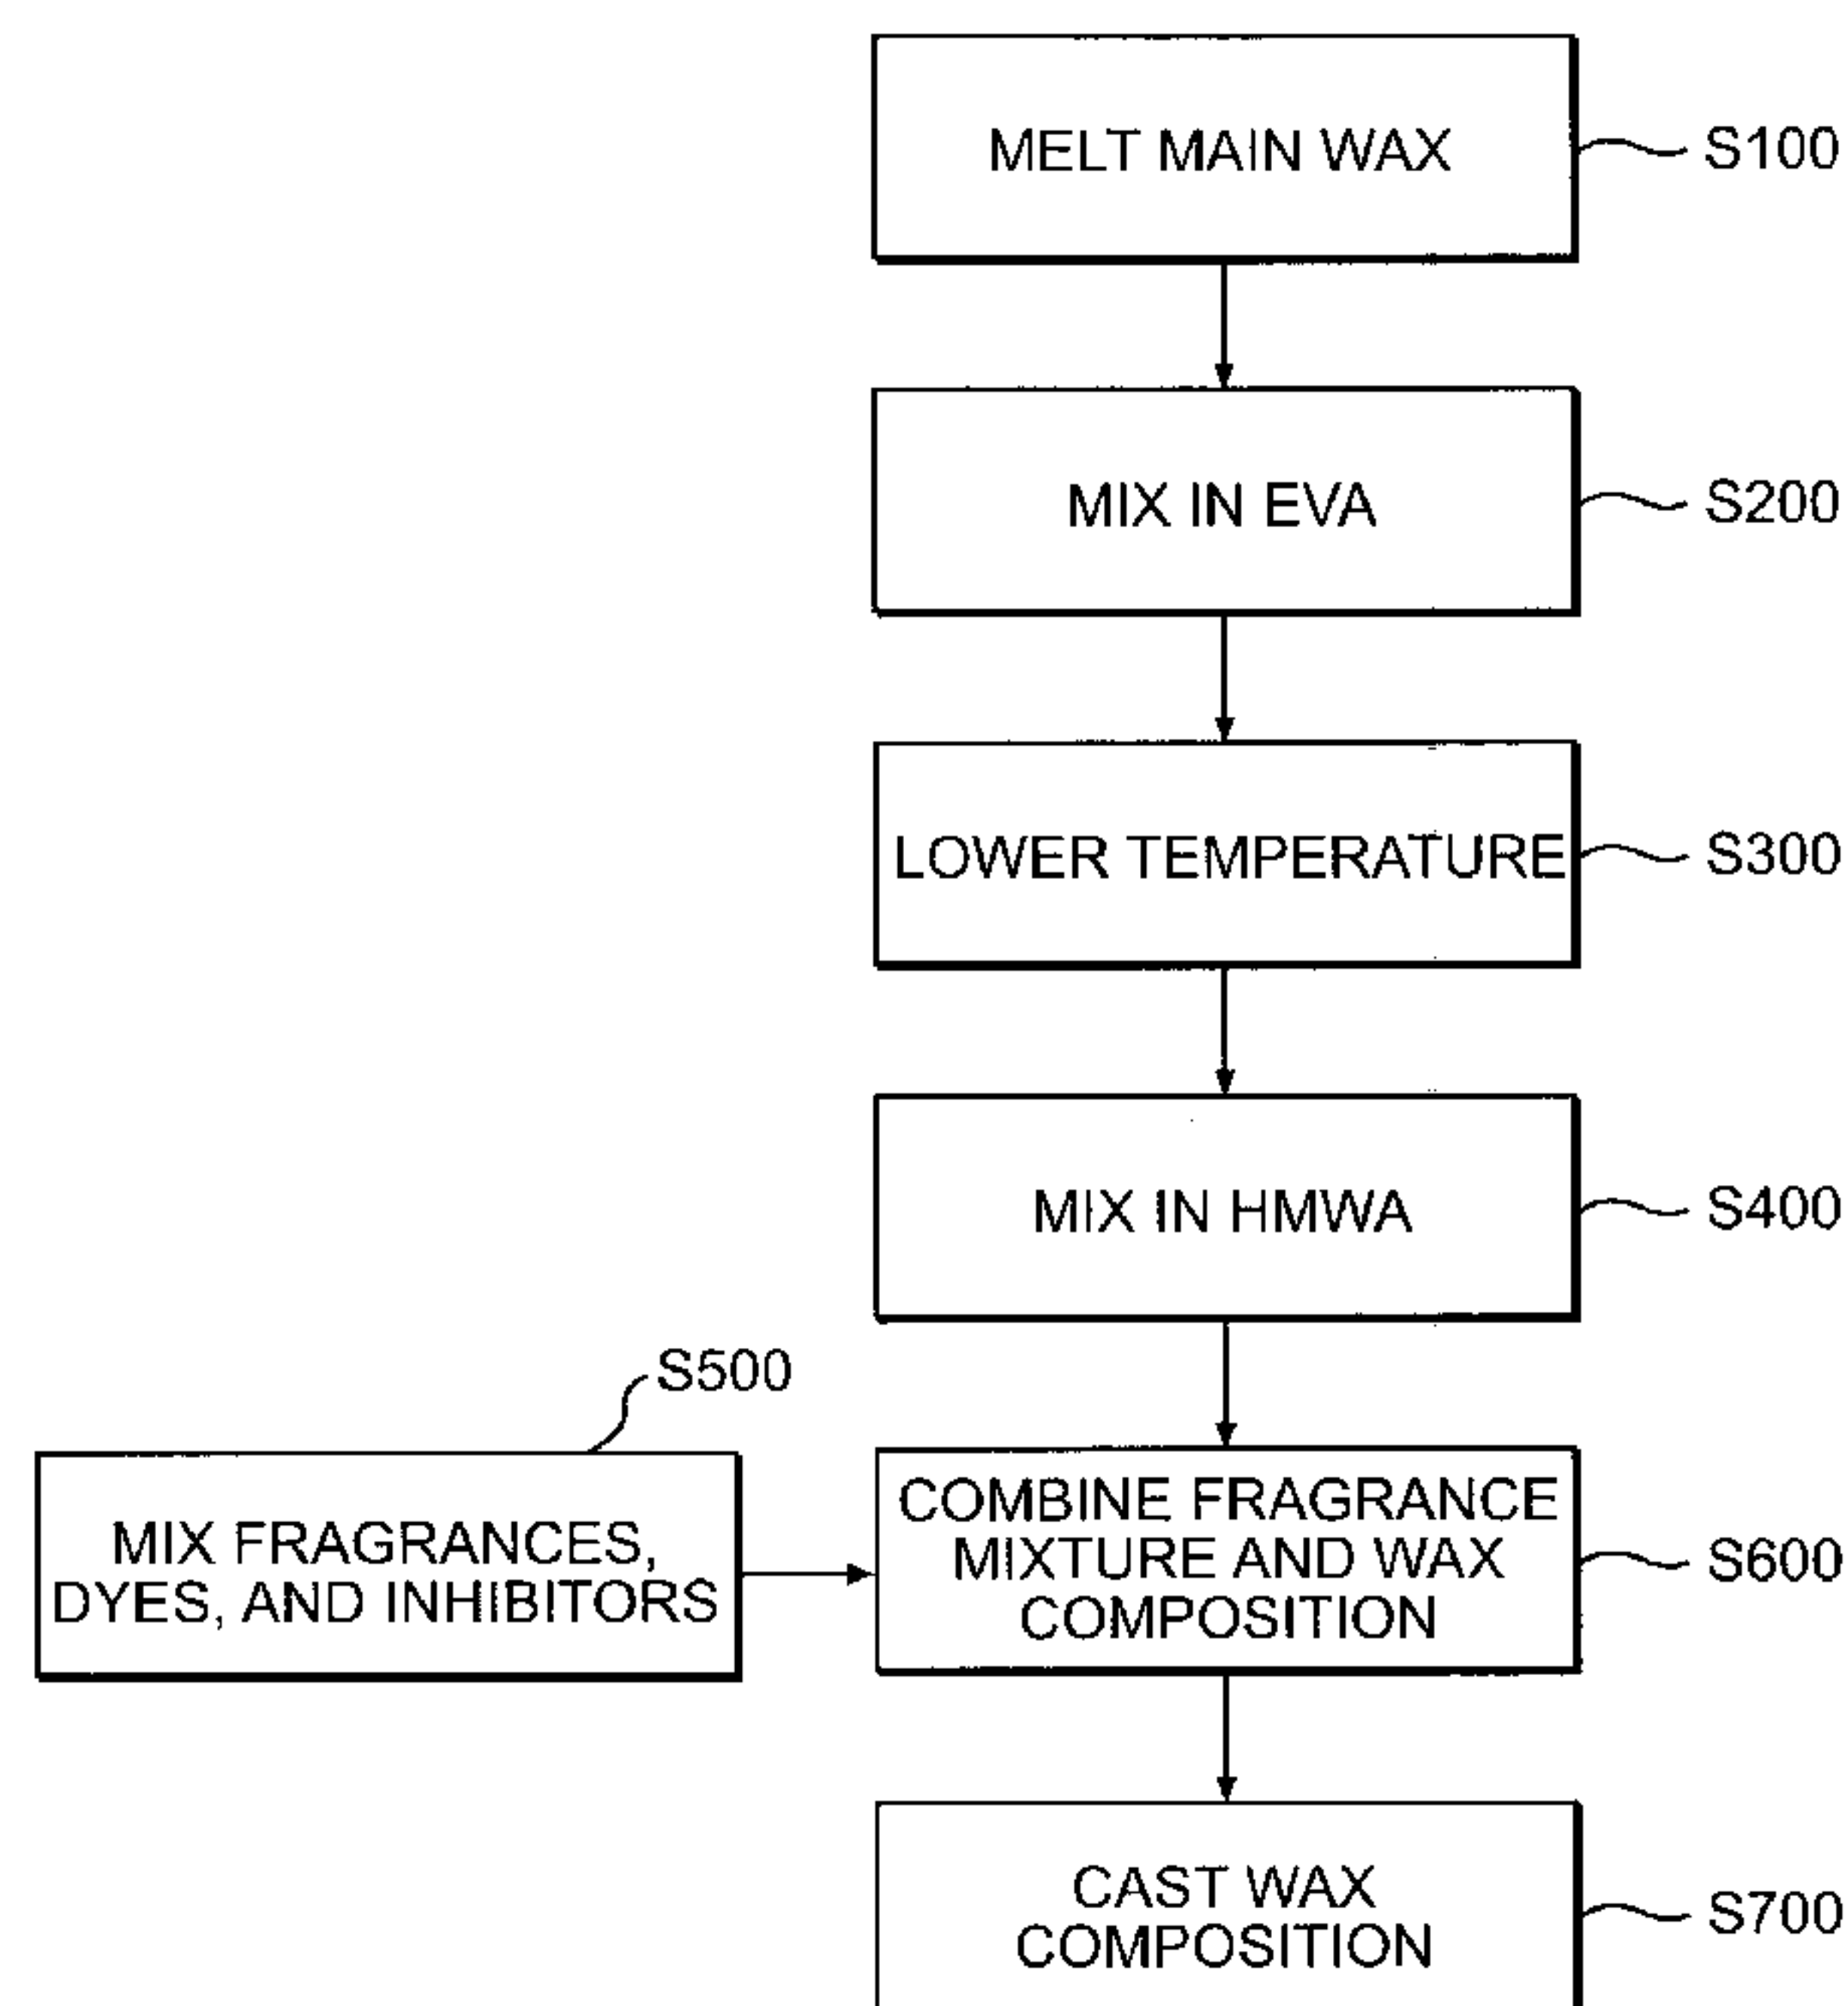 MELT MAIN WAX
S100
MIX IN EVA
S200
LOWER TEMPERATURE
S300
MIX IN HMWA
S400
S500
MIX FRAGRANCES,
DYES, AND INHIBITORS
COMBINE FRAGRANCE
MIXTURE AND WAX
COMPOSITION
S600
CAST WAX
COMPOSITION
S700